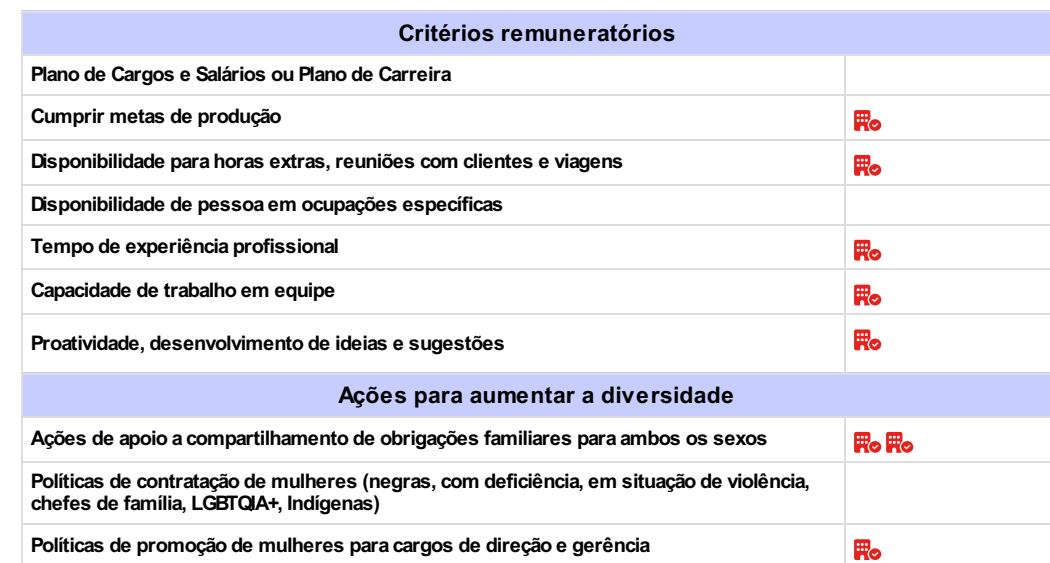 Critérios remuneratórios
Plano de Cargos e Salários ou Plano de Carreira
Cumprir metas de produção
Disponibilidade para horas extras, reuniões com clientes e viagens
Disponibilidade de pessoa em ocupações específicas
Tempo de experiência profissional
Capacidade de trabalho em equipe
Proatividade, desenvolvimento de ideias e sugestões
Ações para aumentar a diversidade
Ações de apoio a compartilhamento de obrigações familiares para ambos os sexos
Políticas de contratação de mulheres (negras, com deficiência, em situação de violência,
chefes de família, LGBTQIA+, Indígenas)
Políticas de promoção de mulheres para cargos de direção e gerência